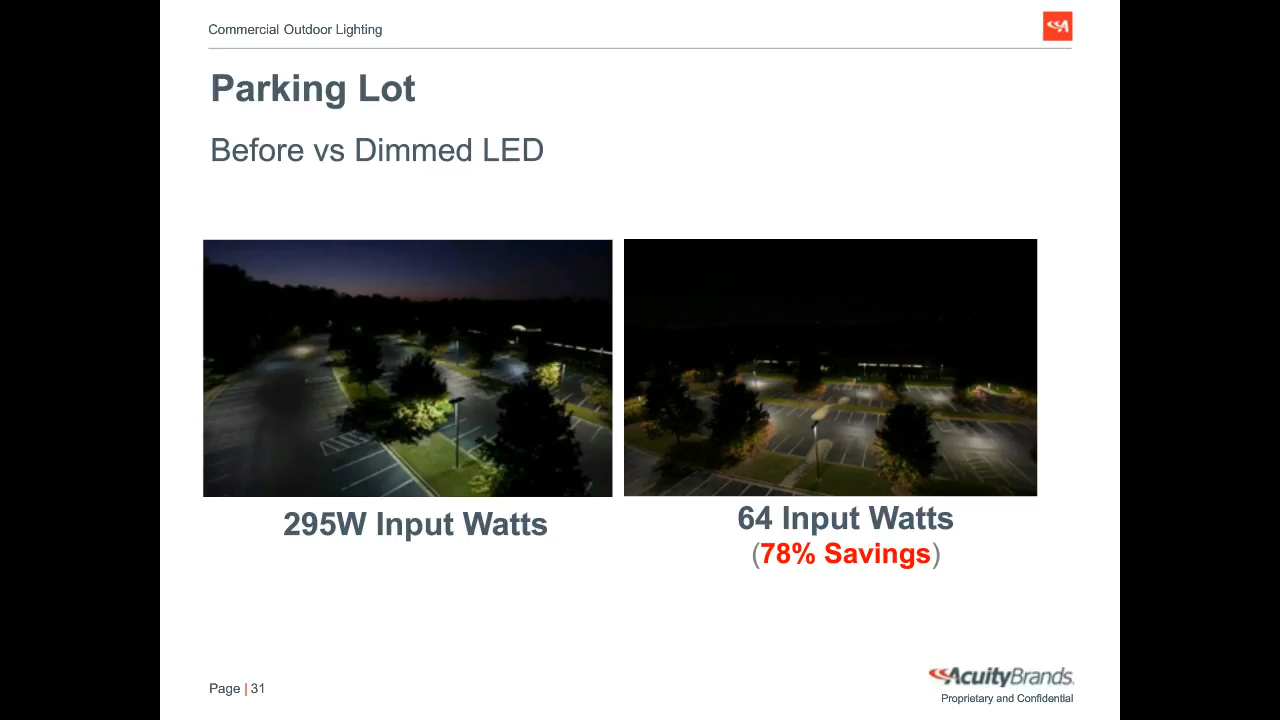 Commercial Outdoor Lighting
Parking Lot
Before vs Dimmed LED
295W Input Watts
64 Input Watts
(78% Savings)
AcuityBrands.
Page | 31
Proprietary and Confidential